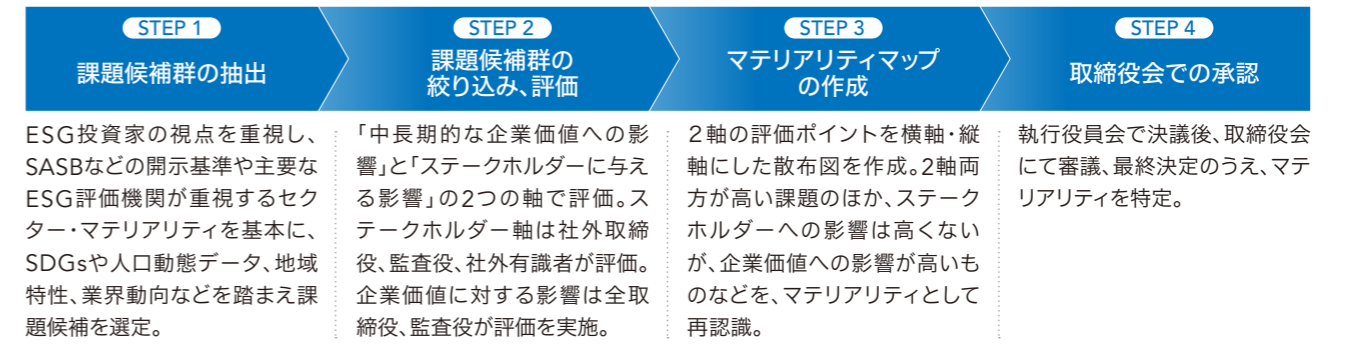 STEP 1
課題候補群の抽出
ESG投資家の視点を重視し、
SASBなどの開示基準や主要な
ESG評価機関が重視するセク
ター・マテリアリティを基本に、
SDGsや人口動態データ、地域
特性、業界動向などを踏まえ課
題候補を選定。
STEP 2
課題候補群の
絞り込み、評価
「中長期的な企業価値への影
響」と「ステークホルダーに与え
る影響」の2つの軸で評価。ス
テークホルダー軸は社外取締
役、監査役、社外有識者が評価。
企業価値に対する影響は全取
締役、監査役が評価を実施。
STEP 3
マテリアリティマップ
の作成
２軸の評価ポイントを横軸・縦
軸にした散布図を作成。2軸両
方が高い課題のほか、ステーク
ホルダーへの影響は高くない
が、企業価値への影響が高いも
のなどを、マテリアリティとして
再認識。
STEP 4
取締役会での承認
執行役員会で決議後、取締役会
にて審議、最終決定のうえ、マテ
リアリティを特定。